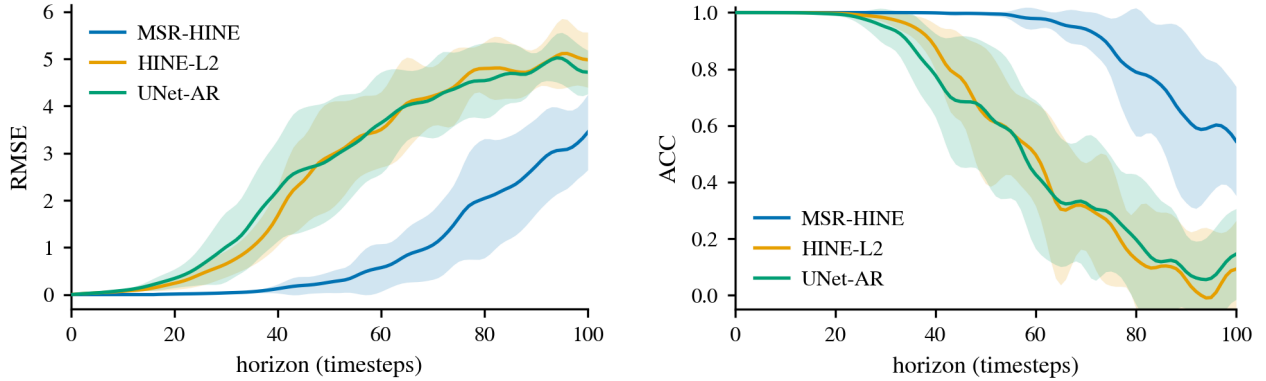 6
5
4
3
2
1
0
RMSE
MSR-HINE
HINE-L2
UNet-AR
0 20 40 60 80 100
horizon (timesteps)
1.0
0.8
0.6
0.4
0.2
0.0
ACC
MSR-HINE
HINE-L2
UNet-AR
0 20 40 60 80 100
horizon (timesteps)